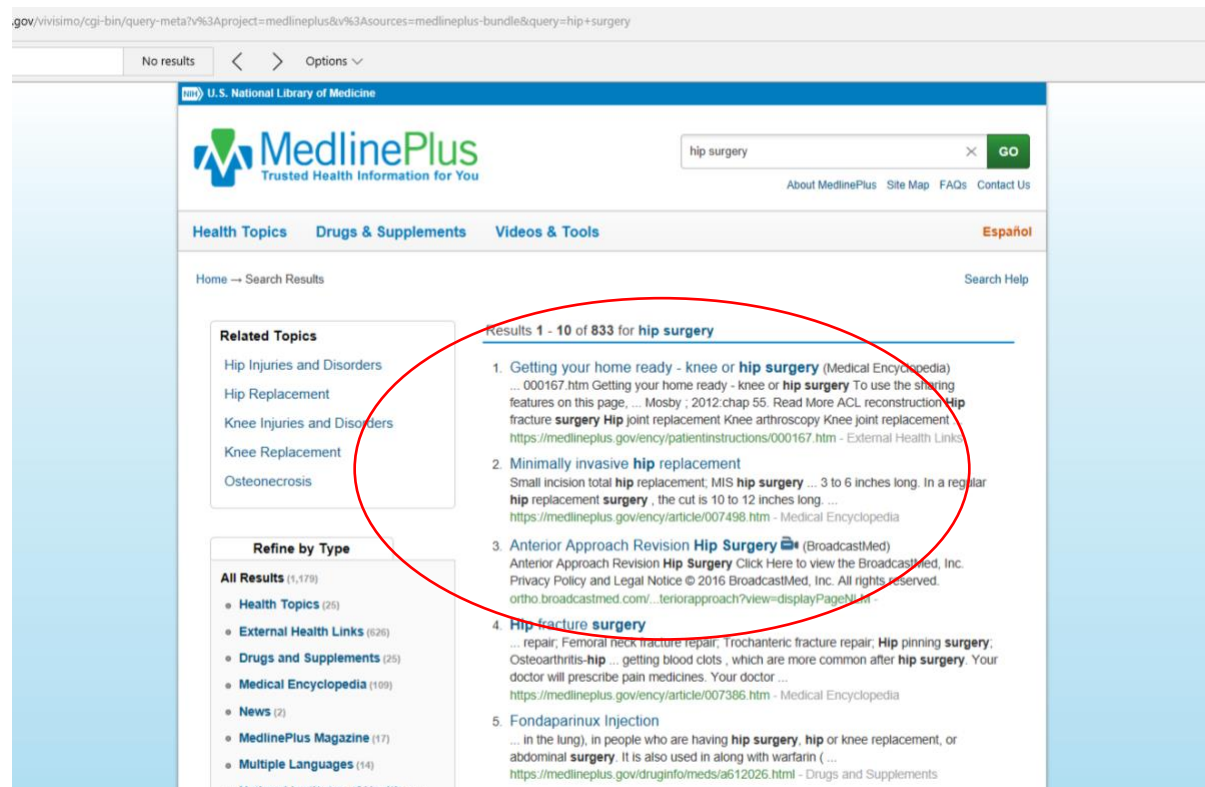 .gov/vivisimo/cgi-bin/query-meta?v%3Aproject=medlineplus&v%3Asources=medlineplus-bundle&query=hip+surgery
No results
Options
NIH U.S. National Library of Medicine
MedlinePlus
Trusted Health Information for You
hip surgery
GO
About MedlinePlus Site Map FAQs Contact Us
Health Topics Drugs & Supplements Videos & Tools Español
Home → Search Results
Search Help
Related Topics
Hip Injuries and Disorders
Hip Replacement
Knee Injuries and Disorders
Knee Replacement
Osteonecrosis
Refine by Type
All Results (1,179)
Health Topics (25)
External Health Links (626)
Drugs and Supplements (25)
Medical Encyclopedia (109)
News (2)
MedlinePlus Magazine (17)
Multiple Languages (14)
Results 1 - 10 of 833 for hip surgery
1. Getting your home ready - knee or hip surgery (Medical Encyclopedia)
... 000167.htm Getting your home ready - knee or hip surgery To use the sharing
features on this page, ... Mosby ; 2012:chap 55. Read More ACL reconstruction Hip
fracture surgery Hip joint replacement Knee arthroscopy Knee joint replacement ...
https://medlineplus.gov/ency/patientinstructions/000167.htm - External Health Links
2. Minimally invasive hip replacement
Small incision total hip replacement; MIS hip surgery ... 3 to 6 inches long. In a regular
hip replacement surgery , the cut is 10 to 12 inches long. ...
https://medlineplus.gov/ency/article/007498.htm - Medical Encyclopedia
3. Anterior Approach Revision Hip Surgery (BroadcastMed)
Anterior Approach Revision Hip Surgery Click Here to view the BroadcastMed, Inc.
Privacy Policy and Legal Notice © 2016 BroadcastMed, Inc. All rights reserved.
ortho.broadcastmed.com/...teriorapproach?view=displayPageNLM -
4. Hip fracture surgery
... repair; Femoral neck fracture repair; Trochanteric fracture repair; Hip pinning surgery;
Osteoarthritis-hip ... getting blood clots , which are more common after hip surgery. Your
doctor will prescribe pain medicines. Your doctor ...
https://medlineplus.gov/ency/article/007386.htm - Medical Encyclopedia
5. Fondaparinux Injection
... in the lung), in people who are having hip surgery, hip or knee replacement, or
abdominal surgery. It is also used in along with warfarin ( ...
https://medlineplus.gov/druginfo/meds/a612026.html - Drugs and Supplements